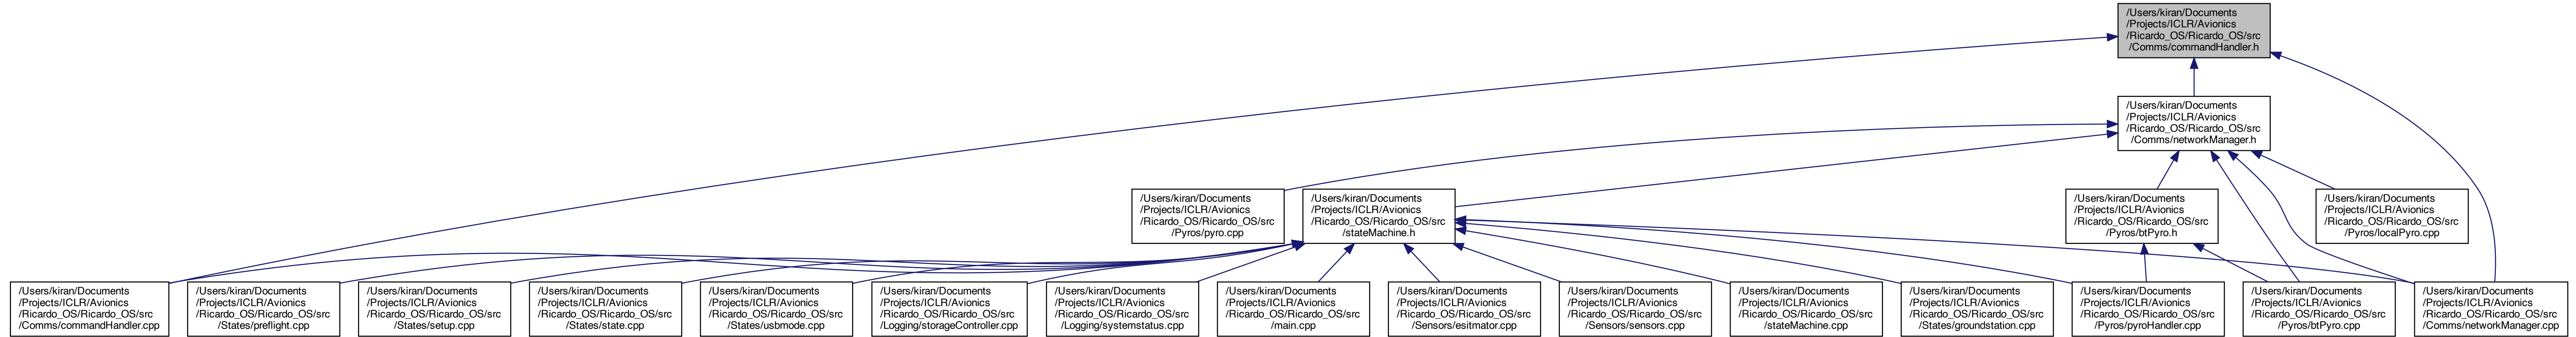 /Users/kiran/Documents
/Projects/ICLR/Avionics
/Ricardo_OS/Ricardo_OS/src
/Comms/commandHandler.h
/Users/kiran/Documents
/Projects/ICLR/Avionics
/Ricardo_OS/Ricardo_OS/src
/Comms/networkManager.h
/Users/kiran/Documents
/Projects/ICLR/Avionics
/Ricardo_OS/Ricardo_OS/src
/Pyros/pyro.cpp
/Users/kiran/Documents
/Projects/ICLR/Avionics
/Ricardo_OS/Ricardo_OS/src
/stateMachine.h
/Users/kiran/Documents
/Projects/ICLR/Avionics
/Ricardo_OS/Ricardo_OS/src
/Pyros/btPyro.h
/Users/kiran/Documents
/Projects/ICLR/Avionics
/Ricardo_OS/Ricardo_OS/src
/Pyros/localPyro.cpp
/Users/kiran/Documents
/Projects/ICLR/Avionics
/Ricardo_OS/Ricardo_OS/src
/Comms/commandHandler.cpp
/Users/kiran/Documents
/Projects/ICLR/Avionics
/Ricardo_OS/Ricardo_OS/src
/States/preflight.cpp
/Users/kiran/Documents
/Projects/ICLR/Avionics
/Ricardo_OS/Ricardo_OS/src
/States/setup.cpp
/Users/kiran/Documents
/Projects/ICLR/Avionics
/Ricardo_OS/Ricardo_OS/src
/States/state.cpp
/Users/kiran/Documents
/Projects/ICLR/Avionics
/Ricardo_OS/Ricardo_OS/src
/States/usbmode.cpp
/Users/kiran/Documents
/Projects/ICLR/Avionics
/Ricardo_OS/Ricardo_OS/src
/Logging/storageController.cpp
/Users/kiran/Documents
/Projects/ICLR/Avionics
/Ricardo_OS/Ricardo_OS/src
/Logging/systemstatus.cpp
/Users/kiran/Documents
/Projects/ICLR/Avionics
/Ricardo_OS/Ricardo_OS/src
/main.cpp
/Users/kiran/Documents
/Projects/ICLR/Avionics
/Ricardo_OS/Ricardo_OS/src
/Sensors/esitmator.cpp
/Users/kiran/Documents
/Projects/ICLR/Avionics
/Ricardo_OS/Ricardo_OS/src
/Sensors/sensors.cpp
/Users/kiran/Documents
/Projects/ICLR/Avionics
/Ricardo_OS/Ricardo_OS/src
/stateMachine.cpp
/Users/kiran/Documents
/Projects/ICLR/Avionics
/Ricardo_OS/Ricardo_OS/src
/States/groundstation.cpp
/Users/kiran/Documents
/Projects/ICLR/Avionics
/Ricardo_OS/Ricardo_OS/src
/Pyros/pyroHandler.cpp
/Users/kiran/Documents
/Projects/ICLR/Avionics
/Ricardo_OS/Ricardo_OS/src
/Pyros/btPyro.cpp
/Users/kiran/Documents
/Projects/ICLR/Avionics
/Ricardo_OS/Ricardo_OS/src
/Comms/networkManager.cpp